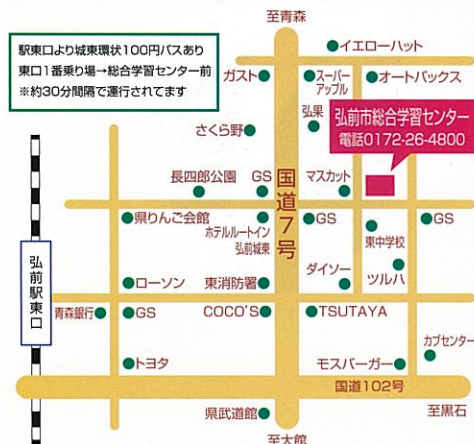 至青森
駅東口より城東環状100円バスあり
東口1番乗り場→総合学習センター前
※約30分間隔で運行されてます
イエローハット
ガスト
スーパー
アップル
オートバックス
弘果
さくら野
弘前市総合学習センター
電話0172-26-4800
長四郎公園
GS
国道7号
マスカット
県りんご会館
ホテルルートイン
弘前城東
GS
東中学校
GS
弘前駅東口
ローソン
東消防署
ダイソー
ツルハ
青森銀行
GS
COCO'S
TSUTAYA
トヨタ
モスバーガー
カブセンター
国道102号
県武道館
至黒石
至大館